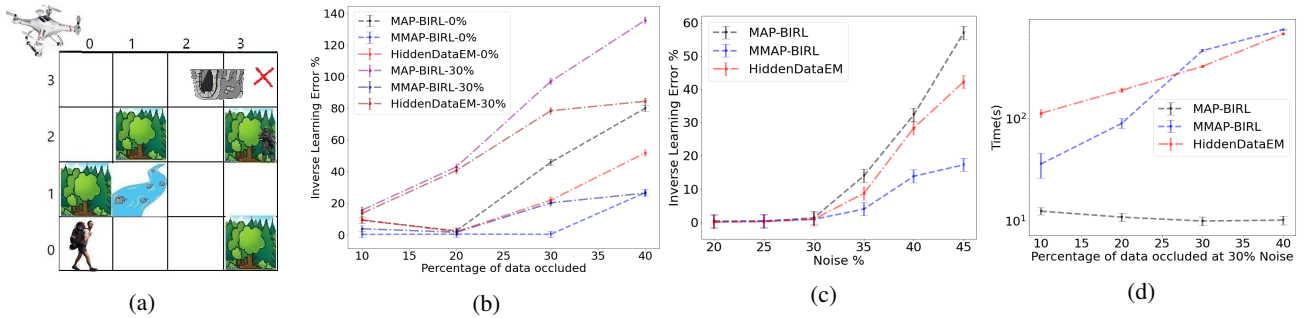 0 1 2 3
3
2
1
0
(a)
MAP-BIRL-0%
MMAP-BIRL-0%
HiddenDataEM-0%
MAP-BIRL-30%
MMAP-BIRL-30%
HiddenDataEM-30%
Inverse Learning Error %
140
120
100
80
60
40
20
0
10 15 20 25 30 35 40
Percentage of data occluded
(b)
MAP-BIRL
MMAP-BIRL
HiddenDataEM
Inverse Learning Error %
60
50
40
30
20
10
0
20 25 30 35 40 45
Noise %
(c)
MAP-BIRL
MMAP-BIRL
HiddenDataEM
Time(s)
10²
10¹
10 15 20 25 30 35 40
Percentage of data occluded at 30% Noise
(d)